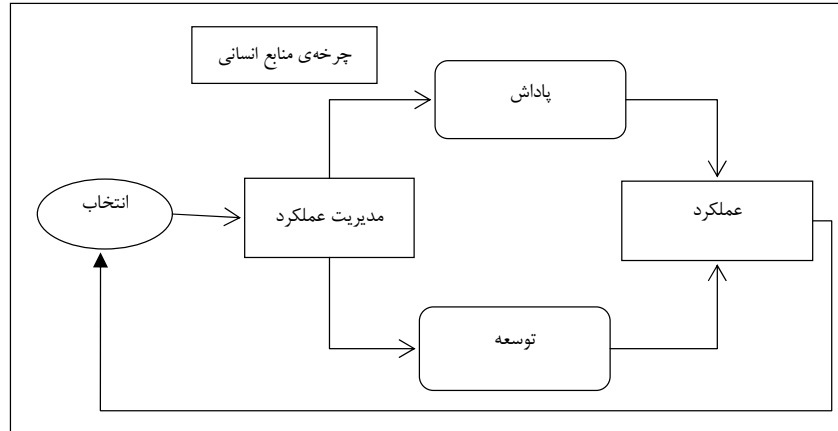 چرخه‌ی منابع انسانی
پاداش
انتخاب
مدیریت عملکرد
عملکرد
توسعه